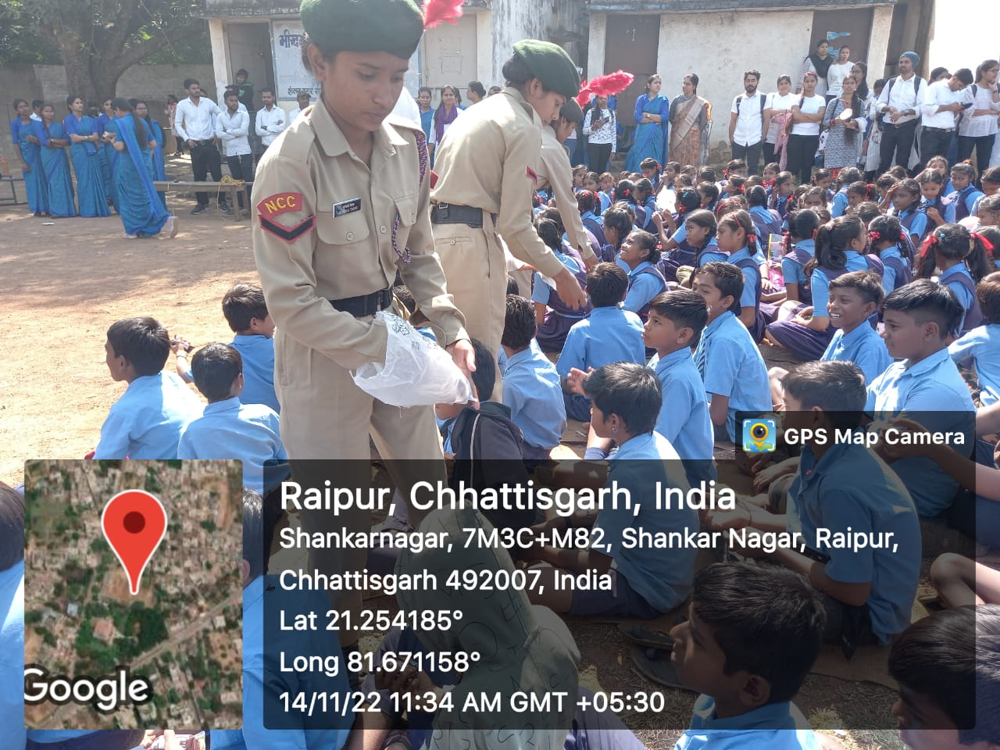 NCC
GPS Map Camera
Raipur, Chhattisgarh, India
Shankarnagar, 7M3C+M82, Shankar Nagar, Raipur,
Chhattisgarh 492007, India
Lat 21.254185°
Long 81.671158°
14/11/22 11:34 AM GMT +05:30
Google